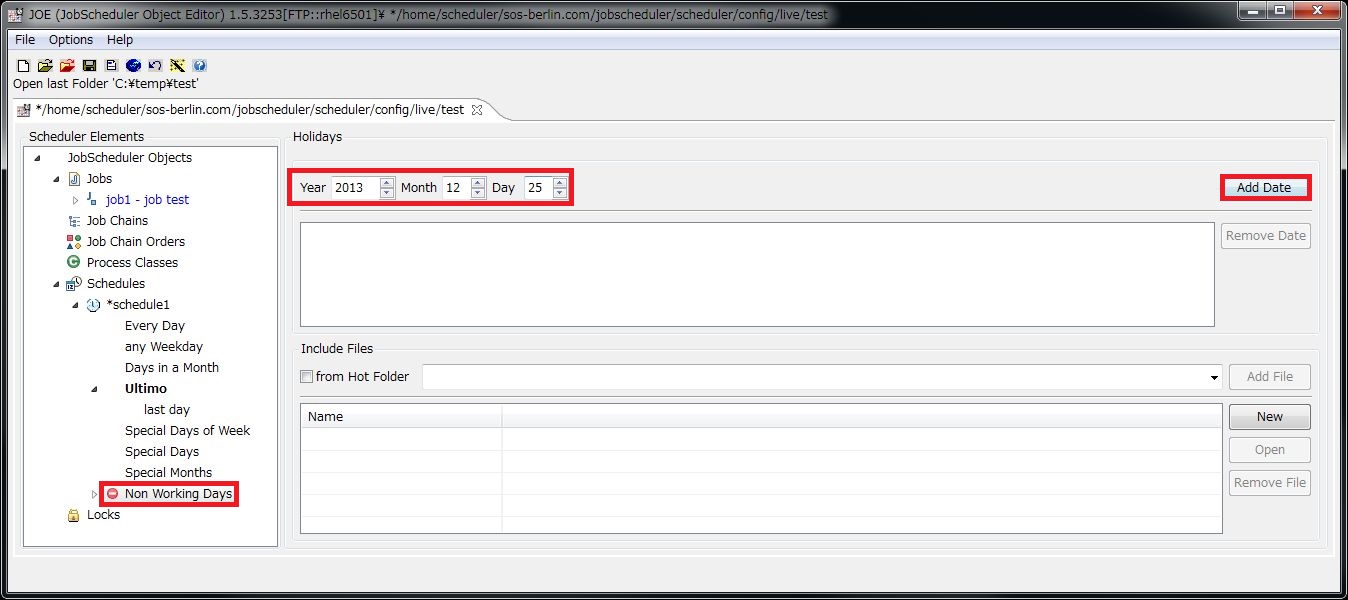 JOE (JobScheduler Object Editor) 1.5.3253[FTP::rhel6501]¥ */home/scheduler/sos-berlin.com/jobscheduler/scheduler/config/live/test
File Options Help
Open last Folder 'C:¥temp¥test'
*/home/scheduler/sos-berlin.com/jobscheduler/scheduler/config/live/test
Scheduler Elements
JobScheduler Objects
Jobs
job1 - job test
Job Chains
Job Chain Orders
Process Classes
Schedules
*schedule1
Every Day
any Weekday
Days in a Month
Ultimo
last day
Special Days of Week
Special Days
Special Months
Non Working Days
Locks
Holidays
Year 2013 Month 12 Day 25 Add Date
Remove Date
Include Files
from Hot Folder Add File
Name
New
Open
Remove File